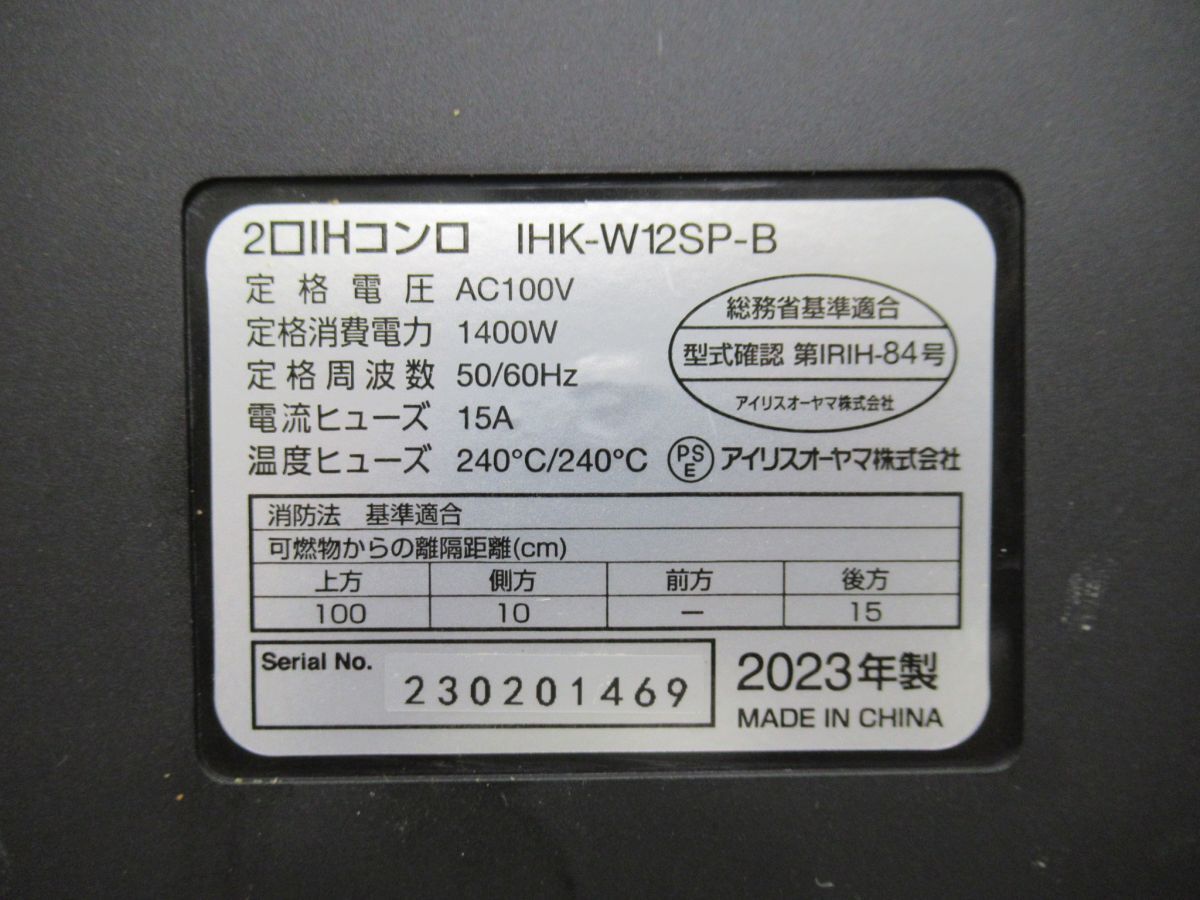 2口IHコンロ IHK-W12SP-B
定格電圧 AC100V
定格消費電力 1400W
定格周波数 50/60Hz
電流ヒューズ 15A
温度ヒューズ 240°C/240°C
総務省基準適合
型式確認 第IRIH-84号
アイリスオーヤマ株式会社
PSE アイリスオーヤマ株式会社
消防法 基準適合
可燃物からの離隔距離(cm)
上方 側方 前方 後方
100 10 — 15
Serial No. 230201469
2023年製
MADE IN CHINA